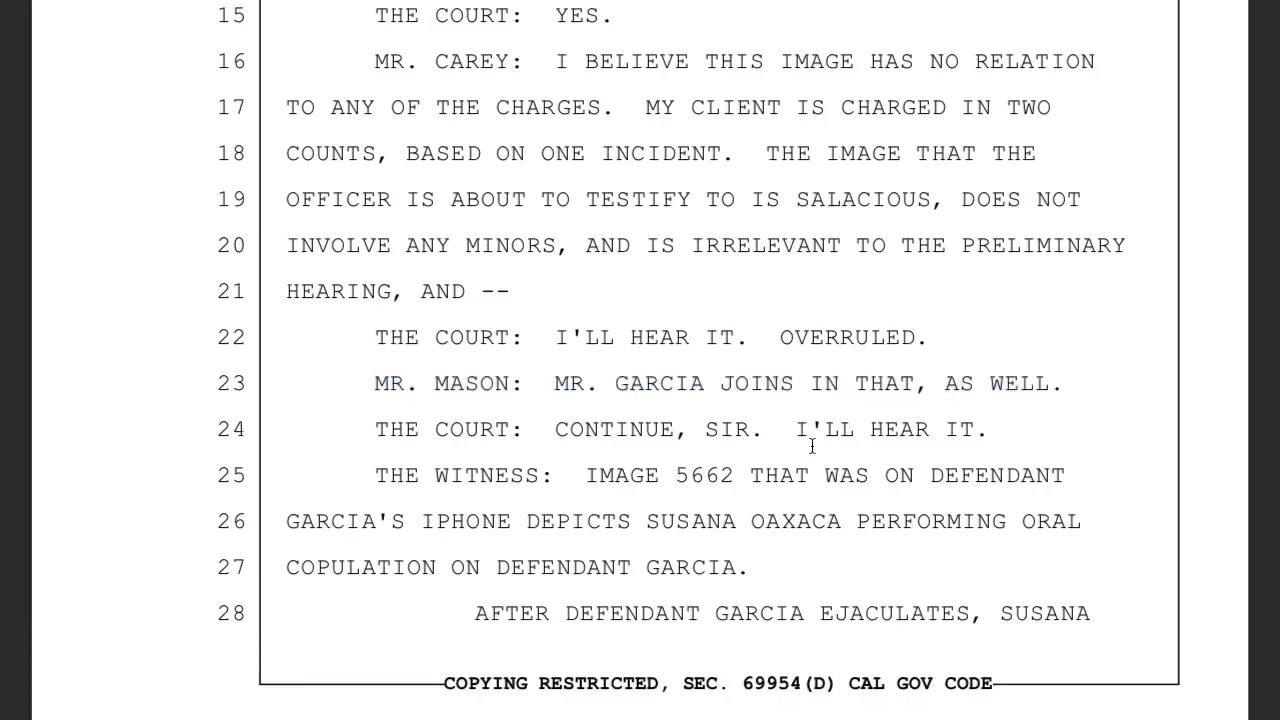 15 THE COURT: YES.
16 MR. CAREY: I BELIEVE THIS IMAGE HAS NO RELATION
17 TO ANY OF THE CHARGES. MY CLIENT IS CHARGED IN TWO
18 COUNTS, BASED ON ONE INCIDENT. THE IMAGE THAT THE
19 OFFICER IS ABOUT TO TESTIFY TO IS SALACIOUS, DOES NOT
20 INVOLVE ANY MINORS, AND IS IRRELEVANT TO THE PRELIMINARY
21 HEARING, AND --
22 THE COURT: I'LL HEAR IT. OVERRULED.
23 MR. MASON: MR. GARCIA JOINS IN THAT, AS WELL.
24 THE COURT: CONTINUE, SIR. I'LL HEAR IT.
25 THE WITNESS: IMAGE 5662 THAT WAS ON DEFENDANT
26 GARCIA'S IPHONE DEPICTS SUSANA OAXACA PERFORMING ORAL
27 COPULATION ON DEFENDANT GARCIA.
28 AFTER DEFENDANT GARCIA EJACULATES, SUSANA
COPYING RESTRICTED, SEC. 69954(D) CAL GOV CODE